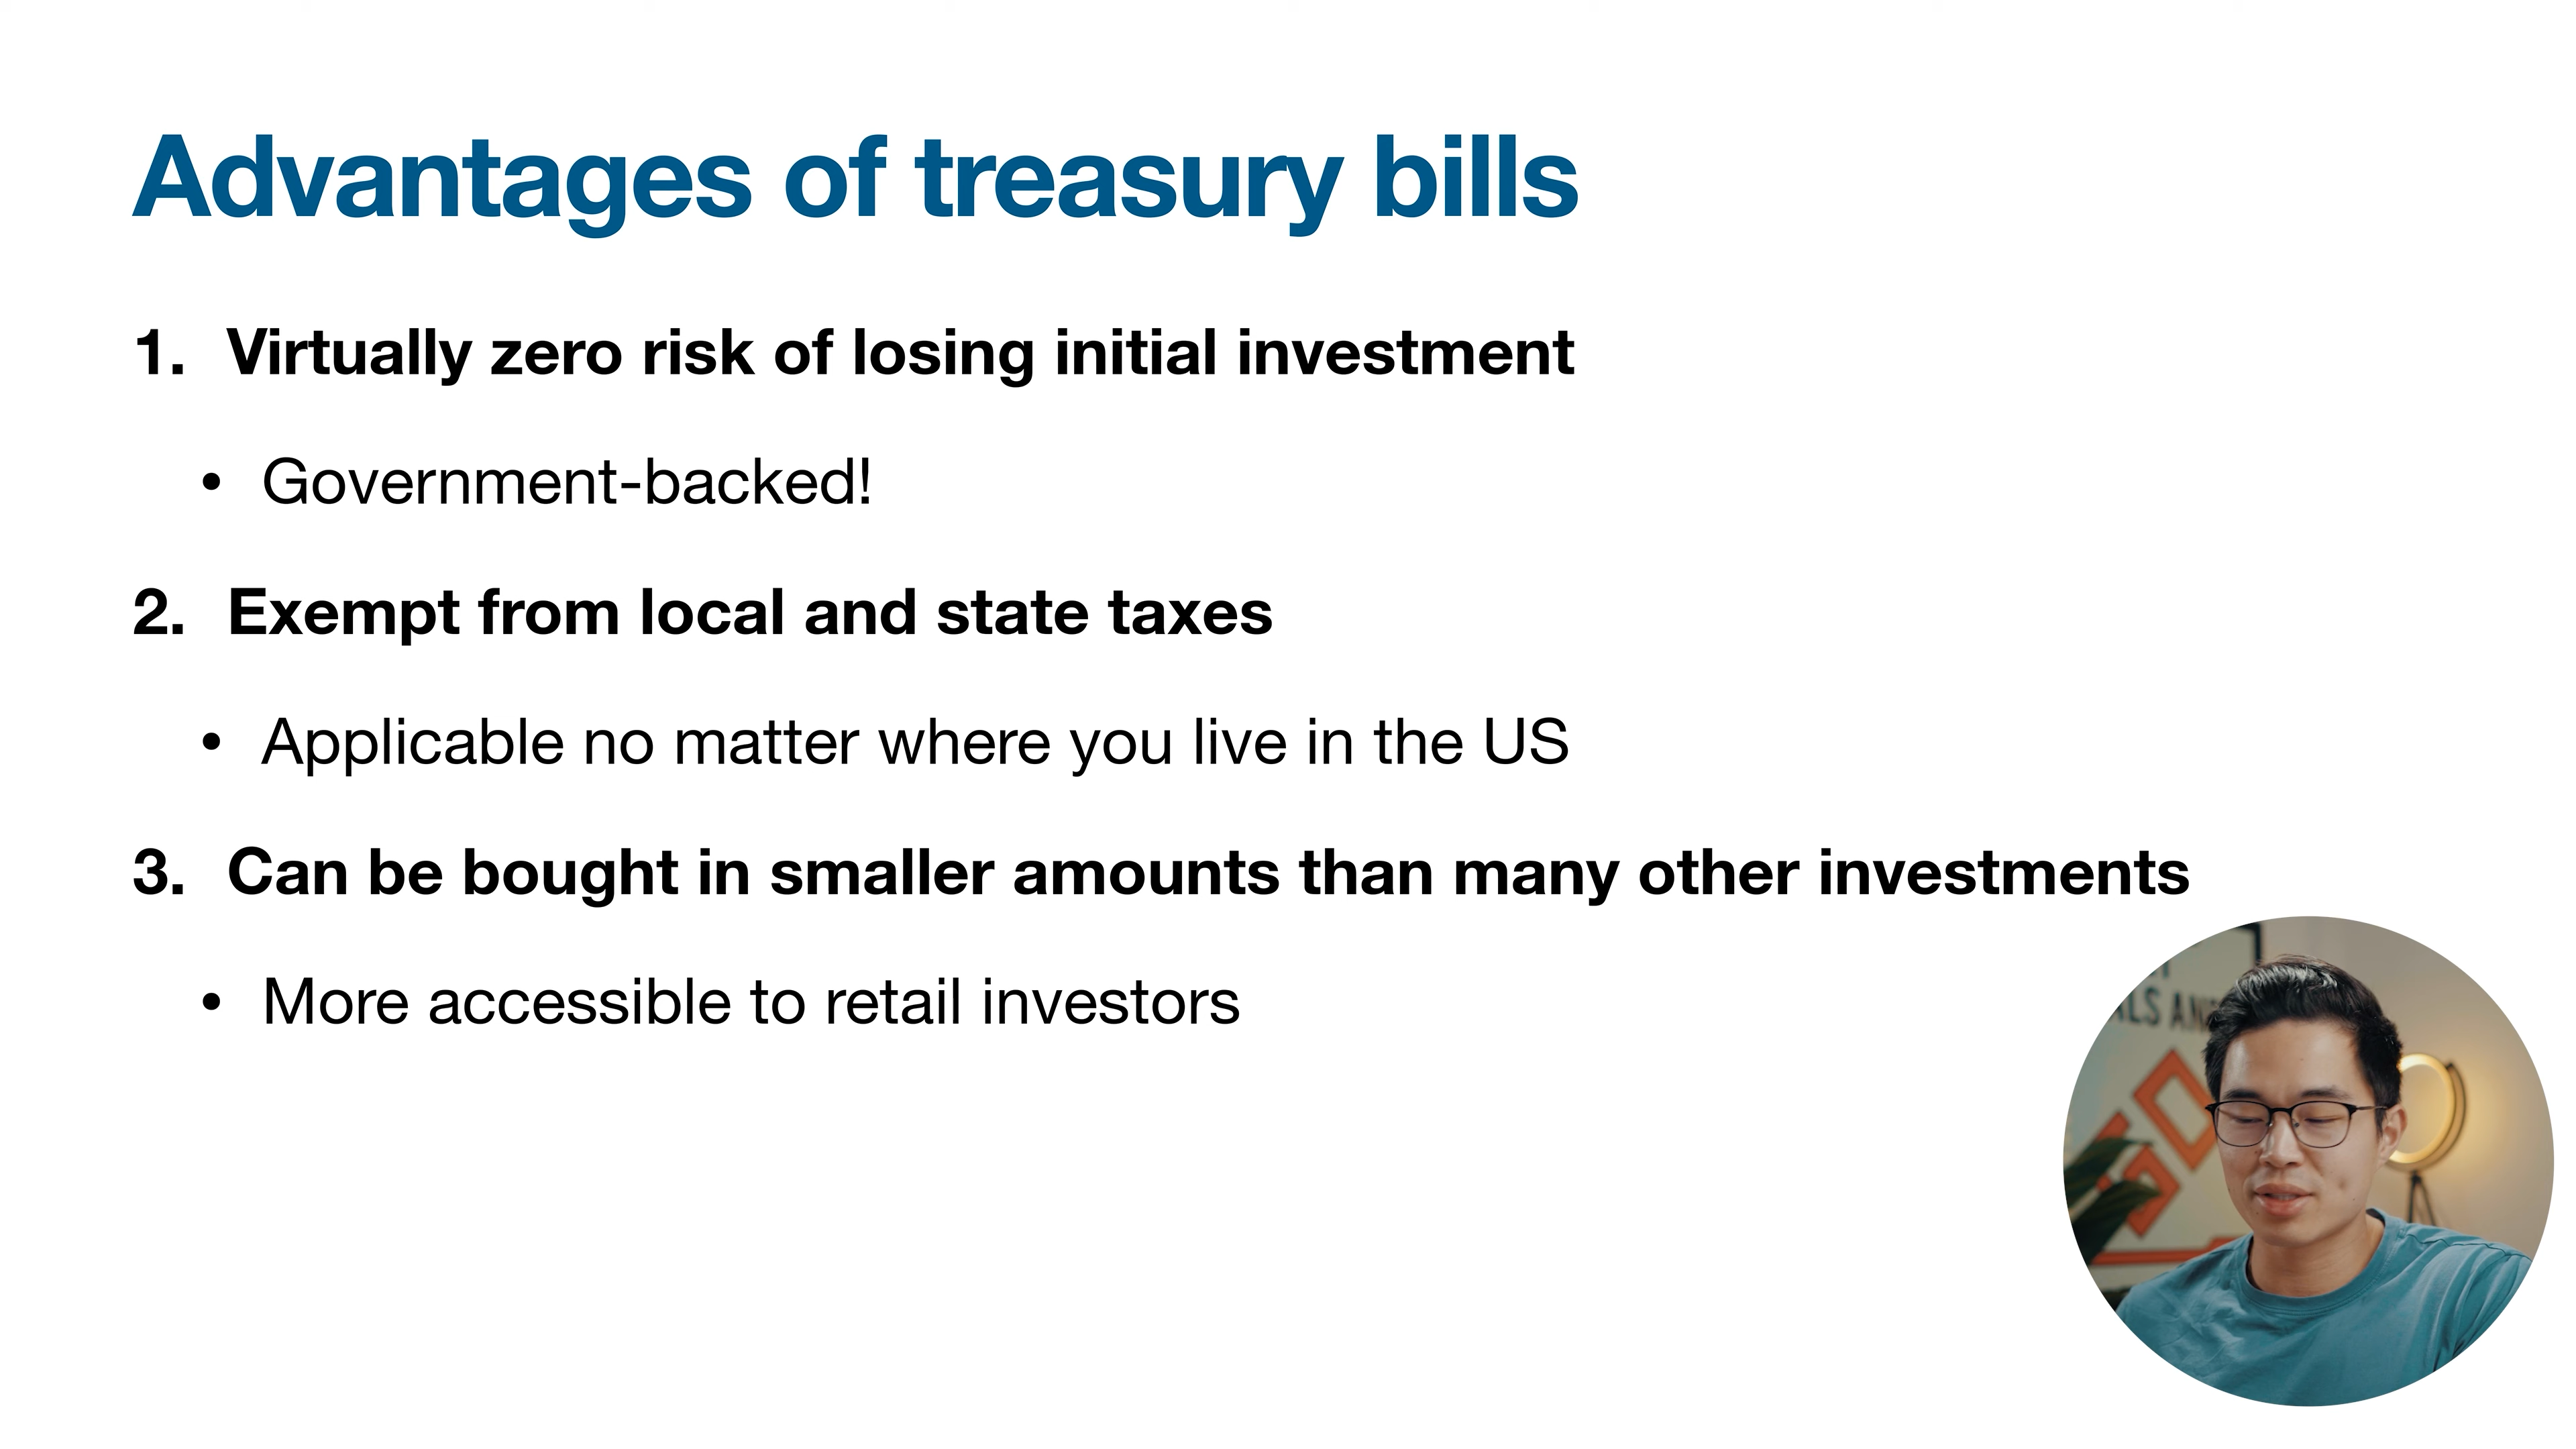 Advantages of treasury bills
1. Virtually zero risk of losing initial investment
• Government-backed!
2. Exempt from local and state taxes
• Applicable no matter where you live in the US
3. Can be bought in smaller amounts than many other investments
• More accessible to retail investors